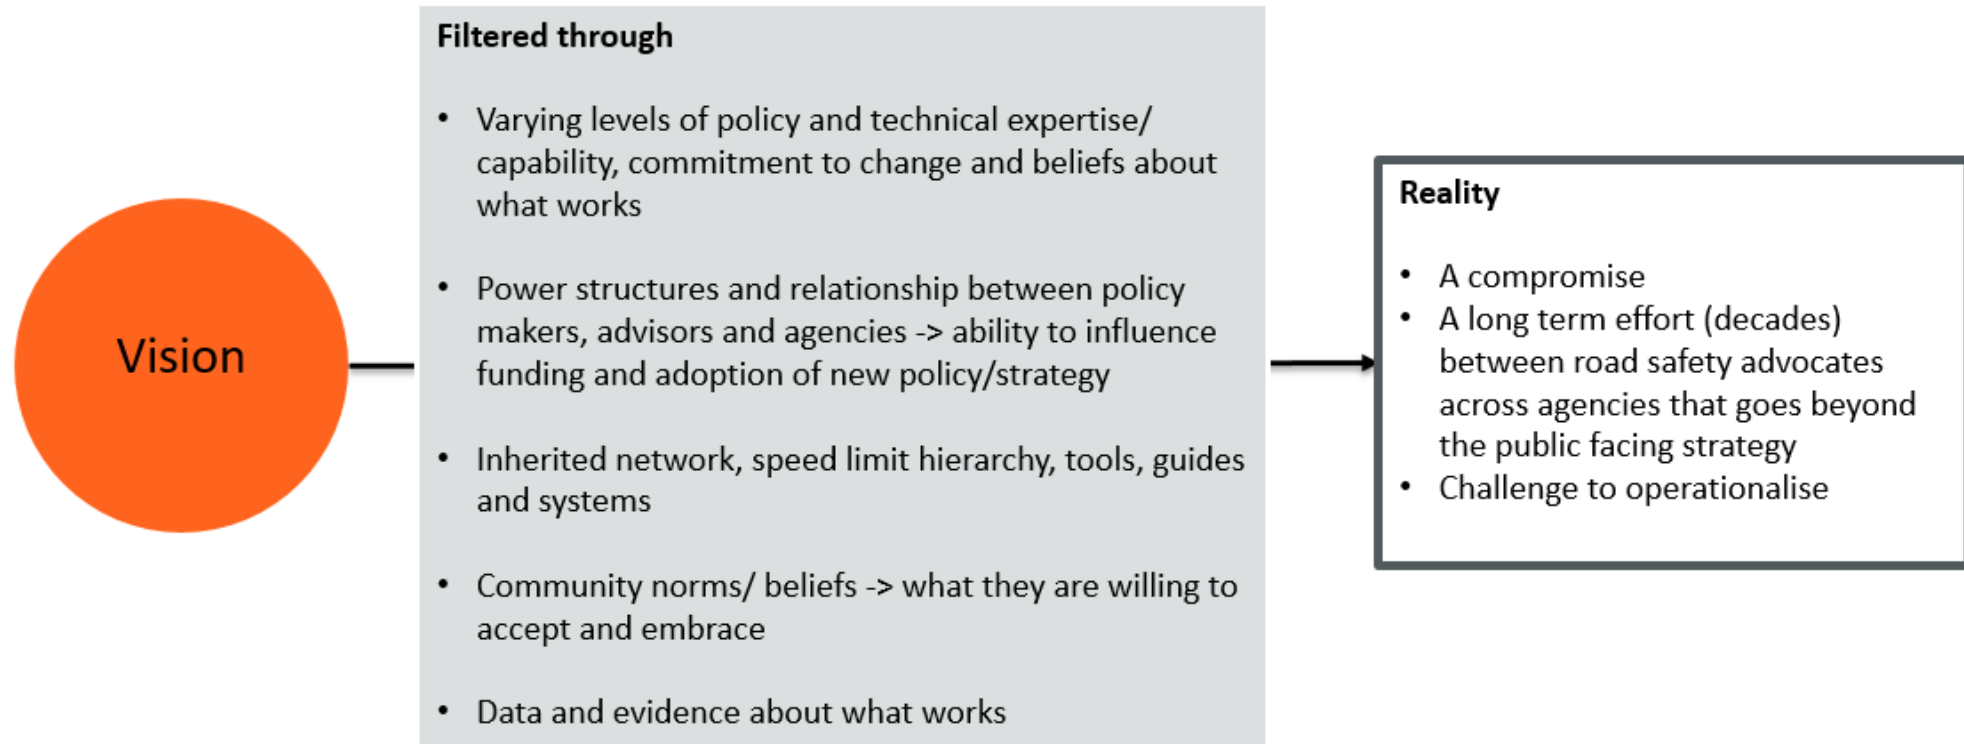 Vision
Filtered through
• Varying levels of policy and technical expertise/
capability, commitment to change and beliefs about
what works
• Power structures and relationship between policy
makers, advisors and agencies -> ability to influence
funding and adoption of new policy/strategy
• Inherited network, speed limit hierarchy, tools, guides
and systems
• Community norms/ beliefs -> what they are willing to
accept and embrace
• Data and evidence about what works
Reality
• A compromise
• A long term effort (decades)
between road safety advocates
across agencies that goes beyond
the public facing strategy
• Challenge to operationalise